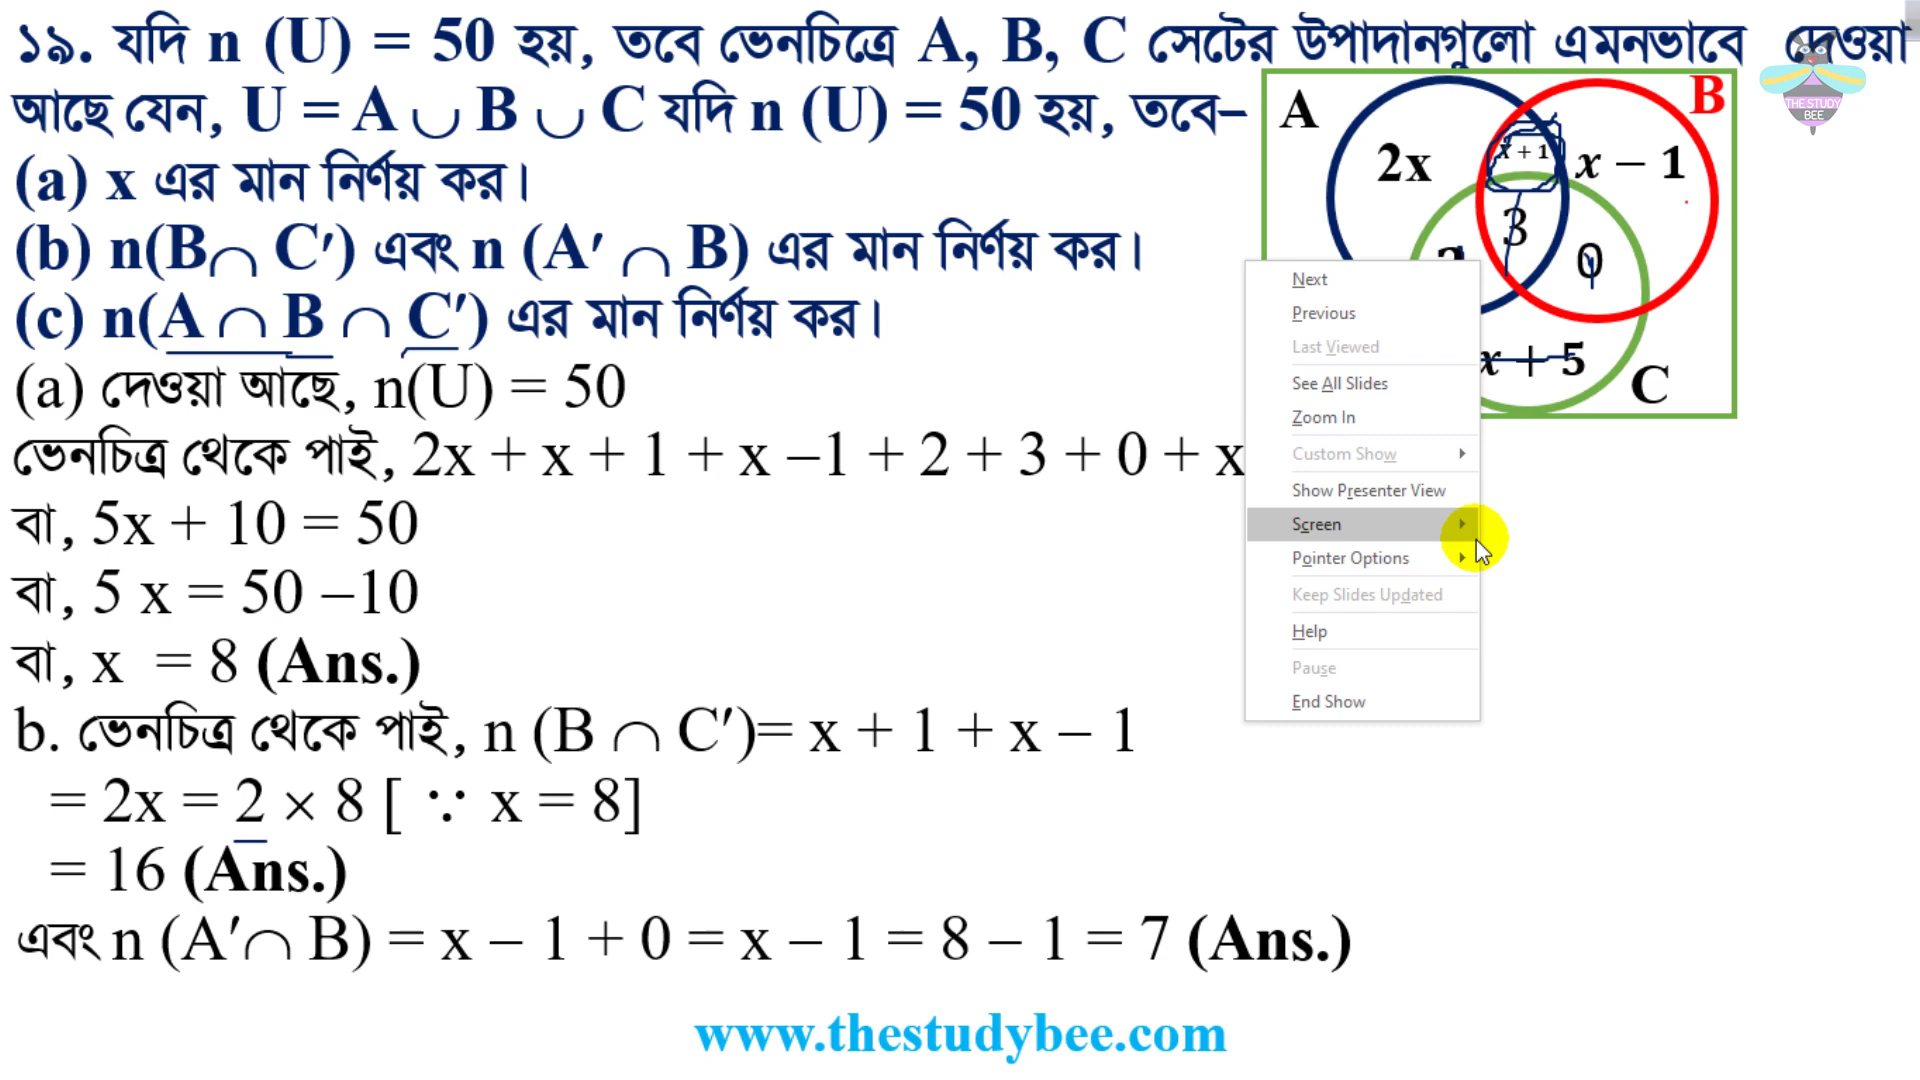 ১৯. যদি n (U) = 50 হয়, তবে ভেনচিত্রে A, B, C সেটের উপাদানগুলো এমনভাবে দেওয়া
আছে যেন, U = A ∪ B ∪ C যদি n (U) = 50 হয়, তবে–
(a) x এর মান নির্ণয় কর।
(b) n(B∩ C′) এবং n (A′ ∩ B) এর মান নির্ণয় কর।
(c) n(A ∩ B ∩ C′) এর মান নির্ণয় কর।
(a) দেওয়া আছে, n(U) = 50
ভেনচিত্র থেকে পাই, 2x + x + 1 + x –1 + 2 + 3 + 0 + x
বা, 5x + 10 = 50
বা, 5 x = 50 –10
বা, x = 8 (Ans.)
b. ভেনচিত্র থেকে পাই, n (B ∩ C′)= x + 1 + x – 1
= 2x = 2 × 8 [ ∵ x = 8]
= 16 (Ans.)
এবং n (A′∩ B) = x – 1 + 0 = x – 1 = 8 – 1 = 7 (Ans.)
www.thestudybee.com
A
B
2x
x + 1
x – 1
3
0
x + 5
C
THE STUDY
BEE
Next
Previous
Last Viewed
See All Slides
Zoom In
Custom Show
Show Presenter View
Screen
Pointer Options
Keep Slides Updated
Help
Pause
End Show